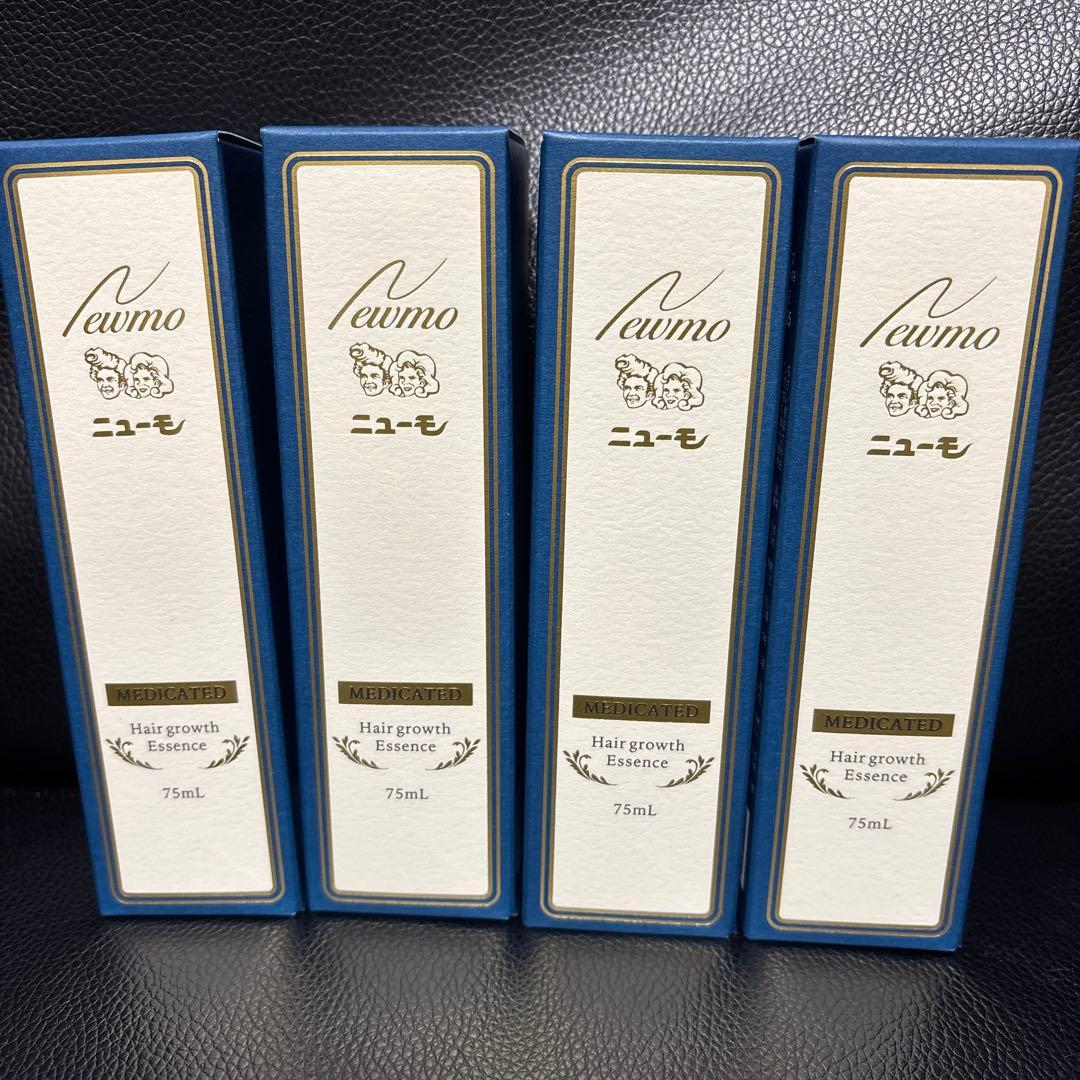 Newmo
ニューモ
MEDICATED
Hair growth
Essence
75mL
Newmo
ニューモ
MEDICATED
Hair growth
Essence
75mL
Newmo
ニューモ
MEDICATED
Hair growth
Essence
75mL
Newmo
ニューモ
MEDICATED
Hair growth
Essence
75mL